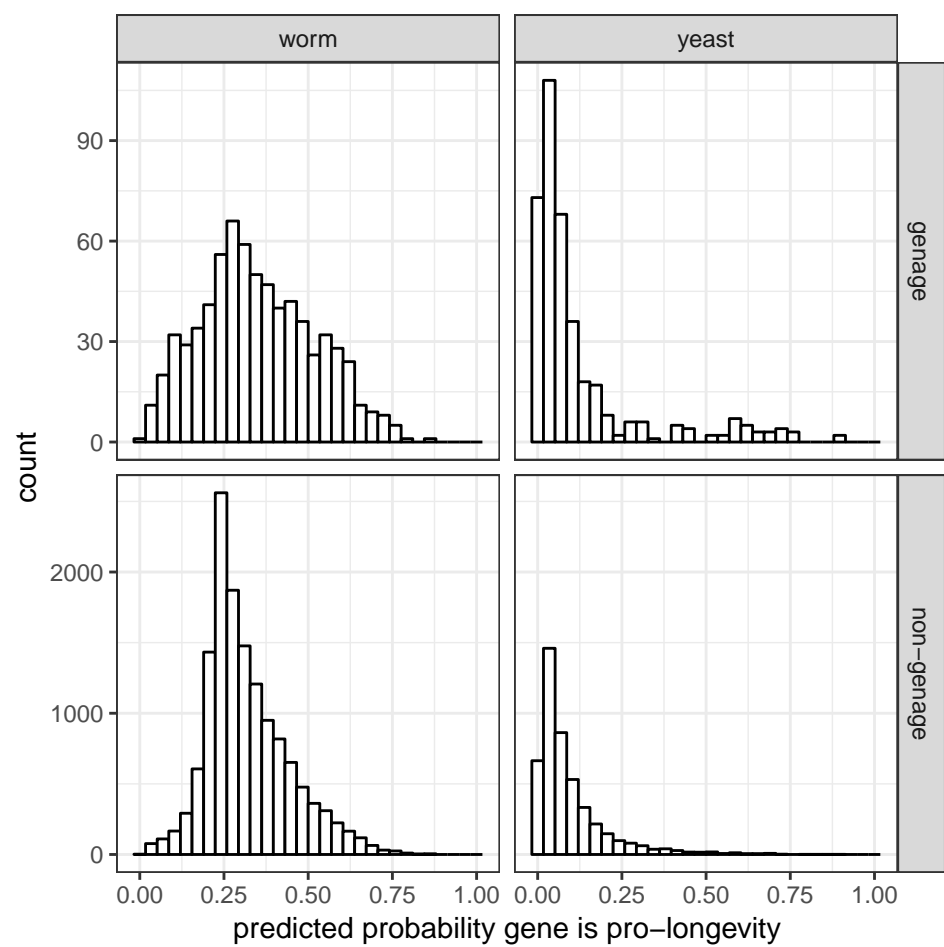 worm yeast
90
60
30
0
genage
count
2000
1000
0
non−genage
0.00 0.25 0.50 0.75 1.00 0.00 0.25 0.50 0.75 1.00
predicted probability gene is pro−longevity